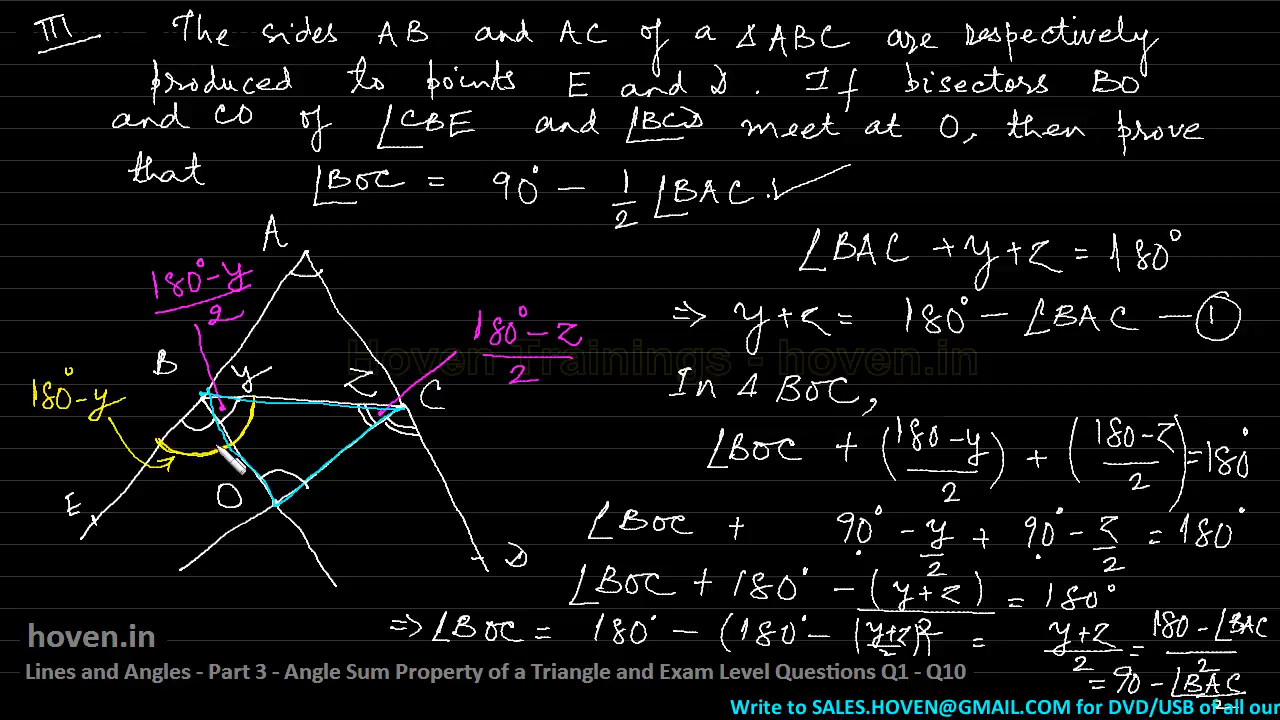 III The sides AB and AC of a ΔABC are respectively
produced to points E and D. If bisectors BO
and CO of ∠CBE and ∠BCD meet at O, then prove
that ∠BOC = 90° - 1/2 ∠BAC.
A
180° - y / 2
180° - z / 2
B
y
z
C
180° - y
O
E
D
∠BAC + y + z = 180°
⇒ y + z = 180° - ∠BAC - ①
In Δ BOC,
∠BOC + (180 - y / 2) + (180 - z / 2) = 180°
∠BOC + 90° - y/2 + 90° - z/2 = 180°
∠BOC + 180° - (y + z) / 2 = 180°
⇒ ∠BOC = 180° - (180° - (y+z)/2) = y+z / 2 = 180 - ∠BAC / 2
= 90 - ∠BAC / 2
Hoven Trainings - hoven.in
hoven.in
Lines and Angles - Part 3 - Angle Sum Property of a Triangle and Exam Level Questions Q1 - Q10
Write to SALES.HOVEN@GMAIL.COM for DVD/USB of all our